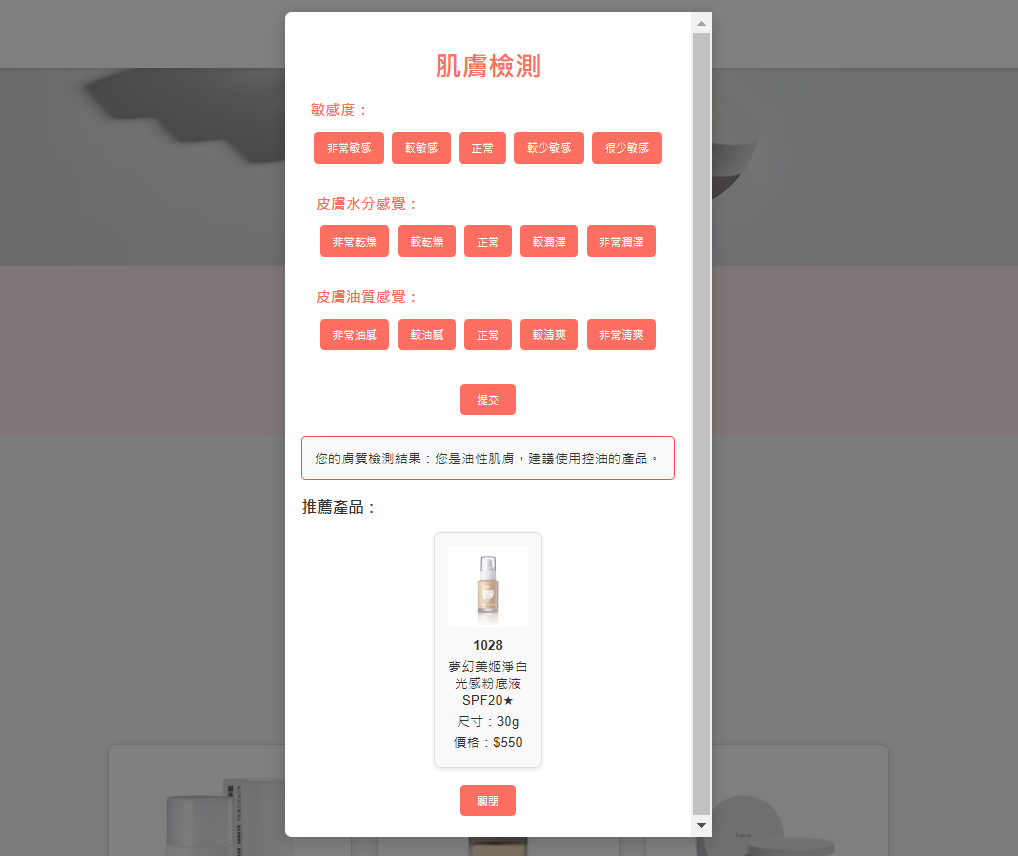 肌膚檢測
敏感度：
非常敏感 較敏感 正常 較少敏感 很少敏感
皮膚水分感覺：
非常乾燥 較乾燥 正常 較潤澤 非常潤澤
皮膚油質感覺：
非常油膩 較油膩 正常 較清爽 非常清爽
提交
您的膚質檢測結果：您是油性肌膚，建議使用控油的產品。
推薦產品：
1028
夢幻美姬淨白
光感粉底液
SPF20★
尺寸：30g
價格：$550
關閉